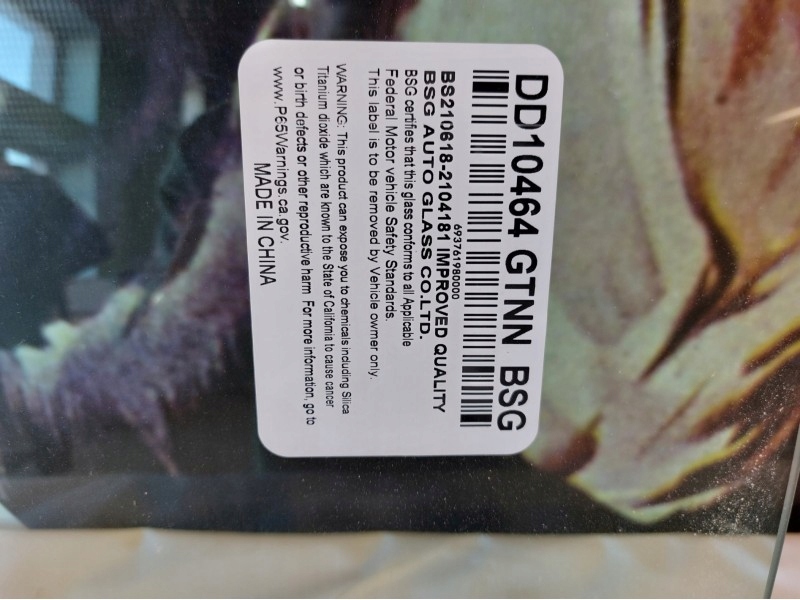 DD10464 GTNN BSG
693761980000
BS210618-2104181 IMPROVED QUALITY
BSG AUTO GLASS CO.LTD.
BSG certifies that this glass conforms to all Applicable
Federal Motor vehicle Safety Standards.
This label is to be removed by Vehicle owner only.
WARNING: This product can expose you to chemicals including Silica
Titanium dioxide which are known to the State of California to cause cancer
or birth defects or other reproductive harm For more information, go to
www.P65Warnings.ca.gov.
MADE IN CHINA